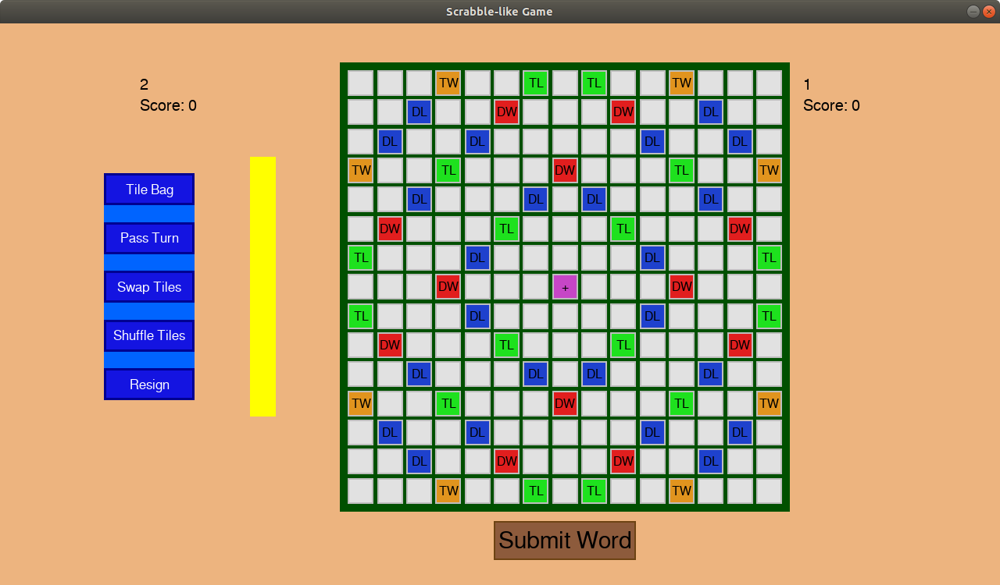 Scrabble-like Game
2
Score: 0
1
Score: 0
Tile Bag
Pass Turn
Swap Tiles
Shuffle Tiles
Resign
TW TL TL TW
DL DW DW DL
DL DL DL DL
TW TL DW TL TW
DL DL DL DL
DW TL TL DW
TL DL DL TL
DW + DW
TL DL DL TL
DW TL TL DW
DL DL DL DL
TW TL DW TL TW
DL DL DL DL
DL DW DW DL
TW TL TL TW
Submit Word